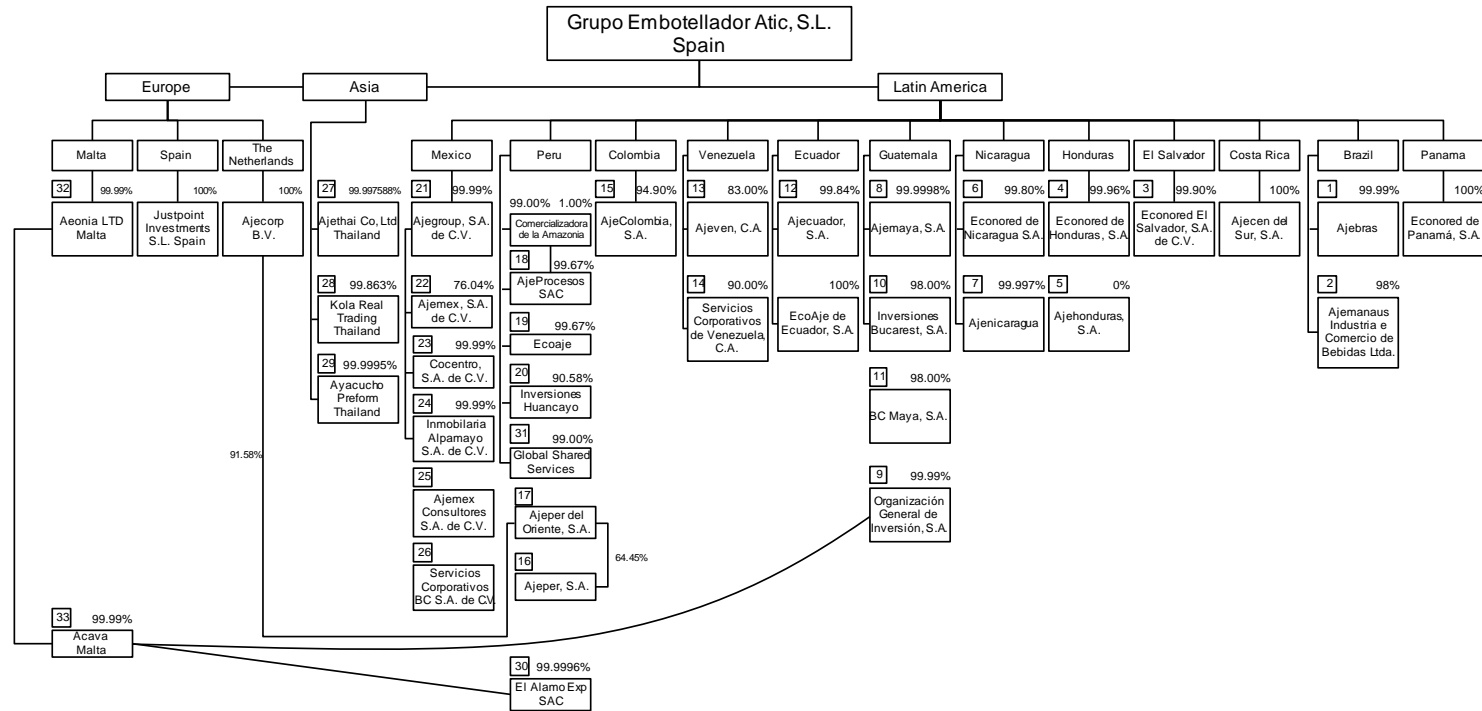 Grupo Embotellador Atic, S.L.
Spain
Europe
Asia
Latin America
Malta
Spain
The
Netherlands
Mexico
Peru
Colombia
Venezuela
Ecuador
Guatemala
Nicaragua
Honduras
El Salvador
Costa Rica
Brazil
Panama
32
99.99%
Aeonia LTD
Malta
100%
Justpoint
Investments
S.L. Spain
100%
Ajecorp
B.V.
27
99.997588%
Ajethai Co, Ltd
Thailand
28
99.863%
Kola Real
Trading
Thailand
29
99.9995%
Ayacucho
Preform
Thailand
21
99.99%
Ajegroup, S.A.
de C.V.
22
76.04%
Ajemex, S.A.
de C.V.
23
99.99%
Cocentro,
S.A. de C.V.
24
99.99%
Inmobilaria
Alpamayo
S.A. de C.V.
25
Ajemex
Consultores
S.A. de C.V.
26
Servicios
Corporativos
BC S.A. de C.V.
99.00%
1.00%
Comercializadora
de la Amazonia
18
99.67%
AjeProcesos
SAC
19
99.67%
Ecoaje
20
90.58%
Inversiones
Huancayo
31
99.00%
Global Shared
Services
17
Ajeper del
Oriente, S.A.
16
Ajeper, S.A.
64.45%
91.58%
15
94.90%
AjeColombia,
S.A.
13
83.00%
Ajeven, C.A.
14
90.00%
Servicios
Corporativos
de Venezuela,
C.A.
12
99.84%
Ajecuador,
S.A.
100%
EcoAje de
Ecuador, S.A.
8
99.9998%
Ajemaya, S.A.
10
98.00%
Inversiones
Bucarest, S.A.
11
98.00%
BC Maya, S.A.
9
99.99%
Organización
General de
Inversión, S.A.
6
99.80%
Econored de
Nicaragua S.A.
7
99.997%
Ajenicaragua
4
99.96%
Econored de
Honduras, S.A.
5
0%
Ajehonduras,
S.A.
3
99.90%
Econored El
Salvador, S.A.
de C.V.
100%
Ajecen del
Sur, S.A.
1
99.99%
Ajebras
2
98%
Ajemanaus
Industria e
Comercio de
Bebidas Ltda.
100%
Econored de
Panamá, S.A.
33
99.99%
Acava
Malta
30
99.9996%
El Alamo Exp
SAC